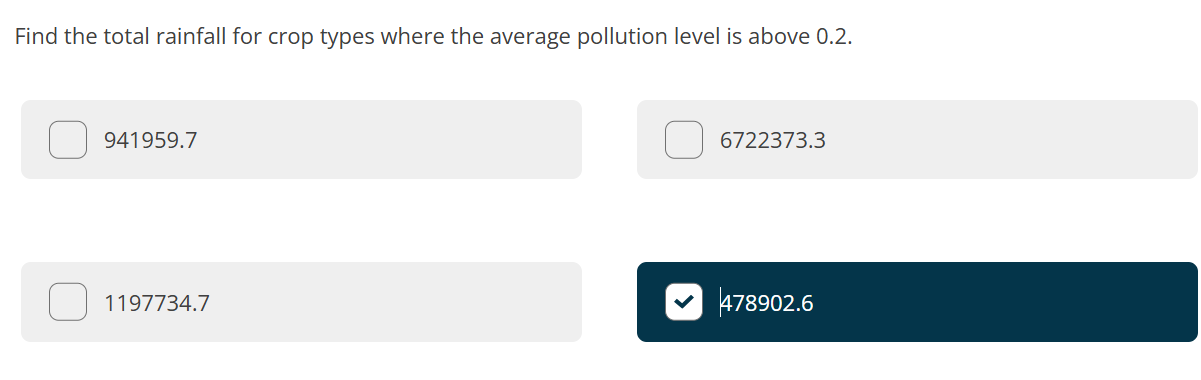 Find the total rainfall for crop types where the average pollution level is above 0.2.
941959.7
6722373.3
1197734.7
478902.6